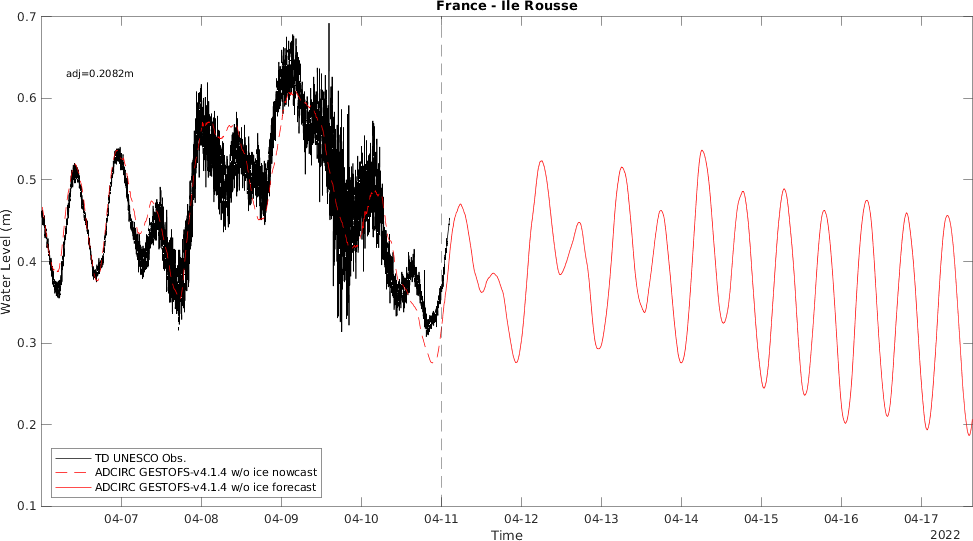 France - Ile Rousse
adj=0.2082m
0.7
0.6
0.5
0.4
0.3
0.2
0.1
Water Level (m)
TD UNESCO Obs.
ADCIRC GESTOFS-v4.1.4 w/o ice nowcast
ADCIRC GESTOFS-v4.1.4 w/o ice forecast
04-07 04-08 04-09 04-10 04-11 04-12 04-13 04-14 04-15 04-16 04-17
Time
2022